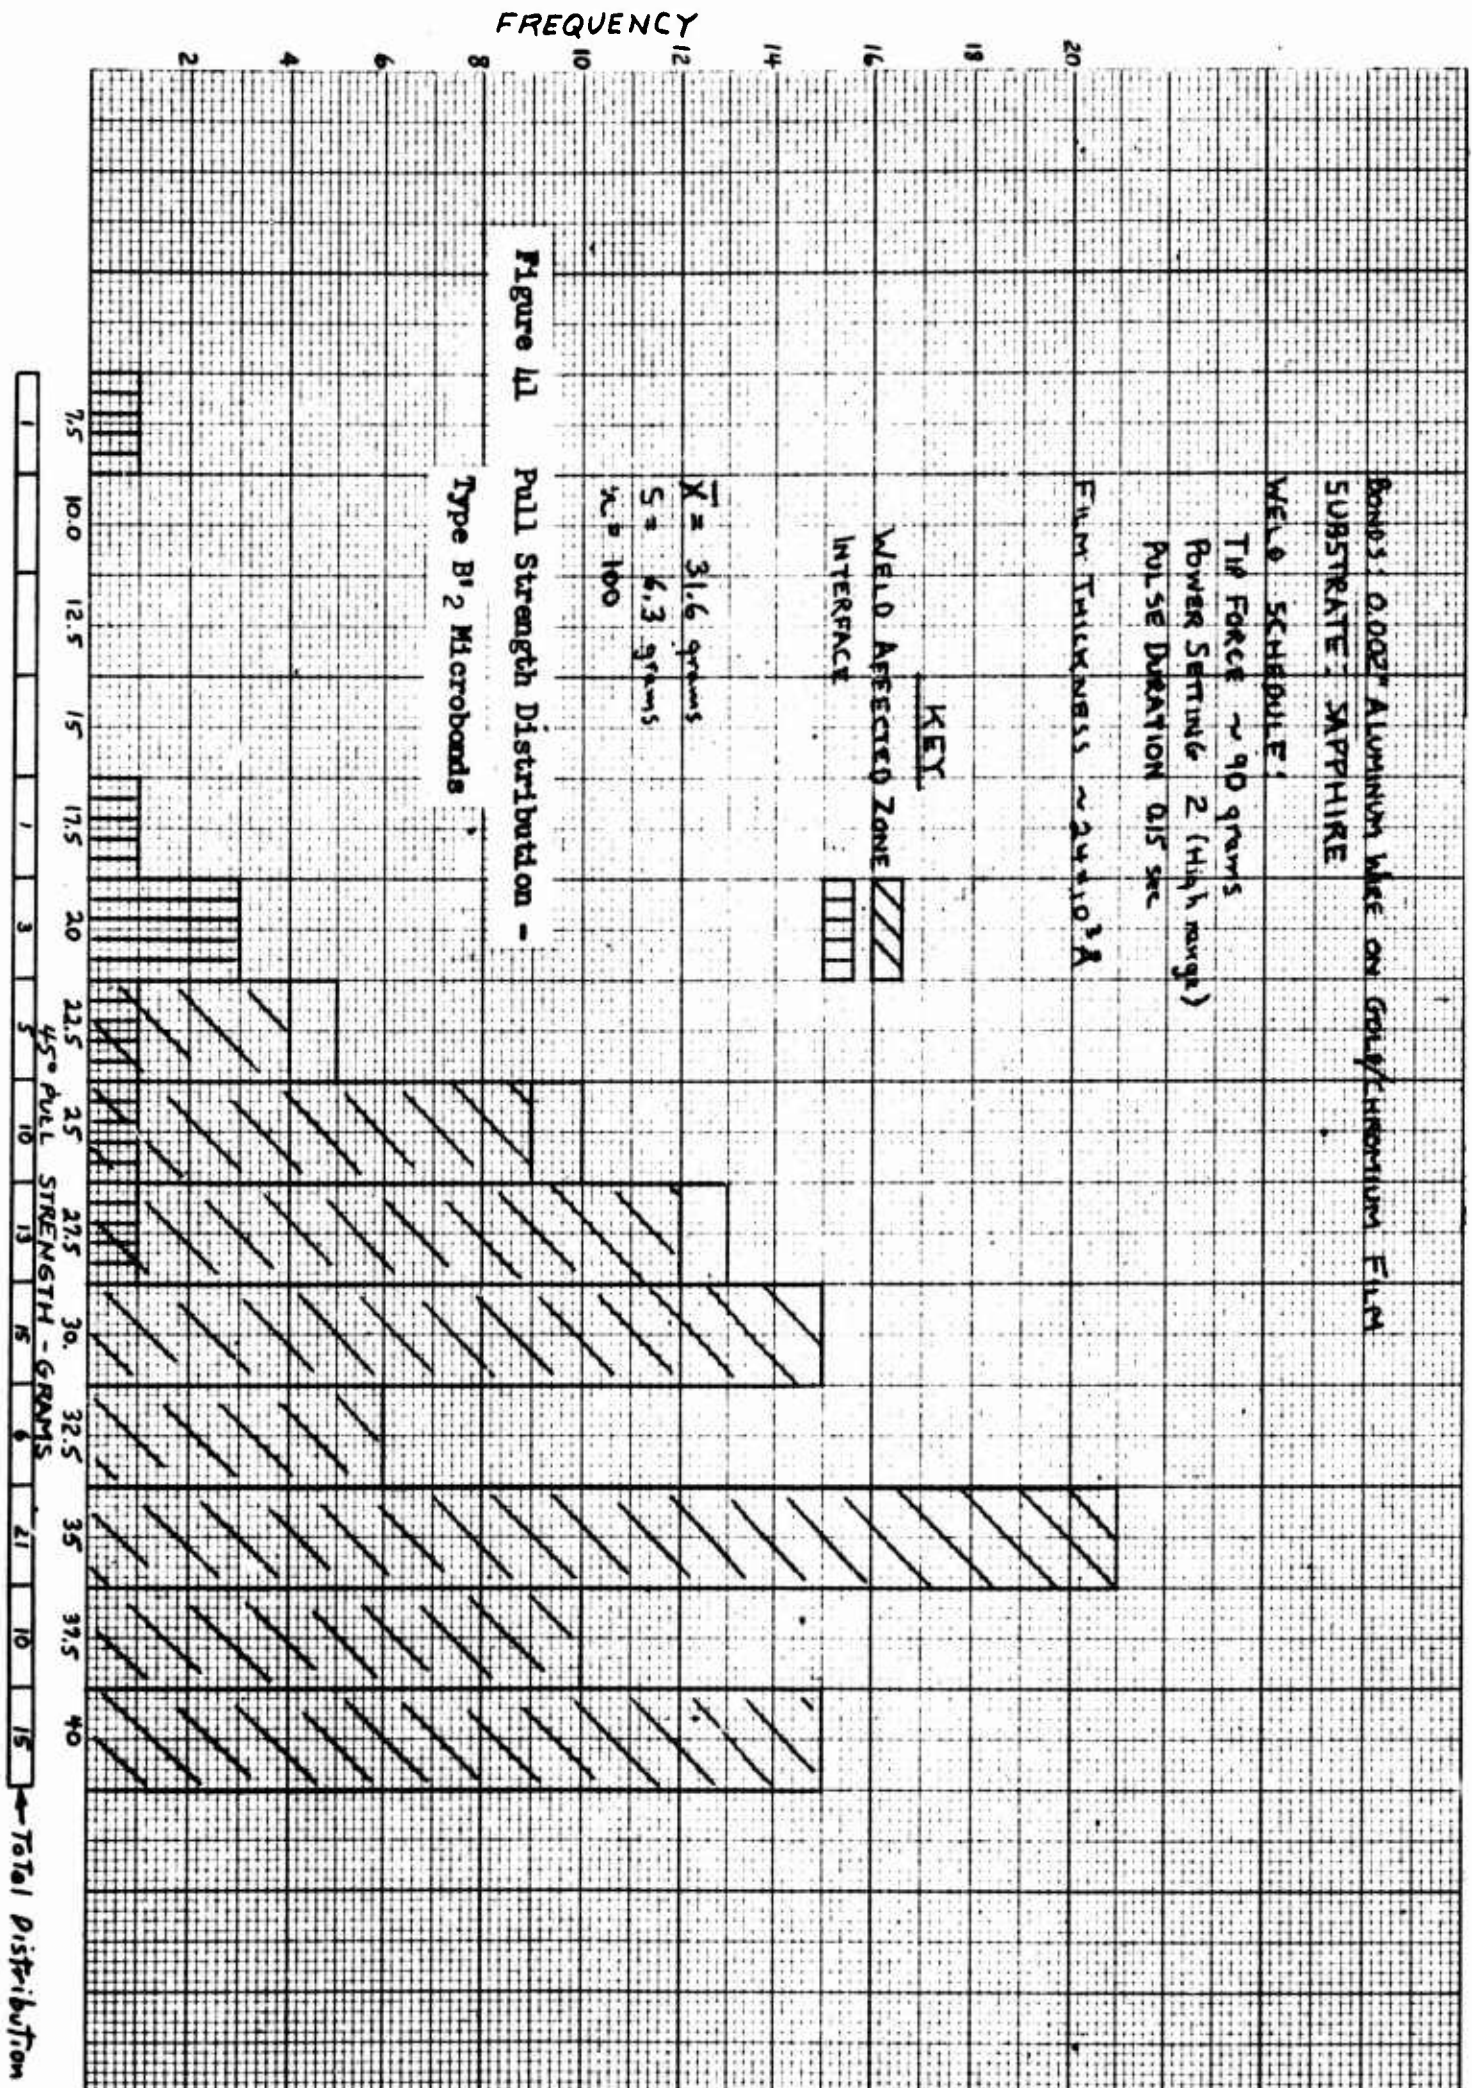 BONDS: 0.002" ALUMINUM WIRE ON GOLD/CHROMIUM FILM
SUBSTRATE: SAPPHIRE
WELD SCHEDULE:
TIP FORCE ~ 90 grams
POWER SETTING 2 (High range)
PULSE DURATION 0.15 sec
FILM THICKNESS ~ 24×10³ Å
KEY
WELD AFFECTED ZONE
INTERFACE
X̄ = 31.6 grams
S = 6.3 grams
n = 100
Figure 41 Pull Strength Distribution -
Type B'2 Microbonds
FREQUENCY
20
18
16
14
12
10
8
6
4
2
7.5 10.0 12.5 15 17.5 20 22.5 25 27.5 30. 32.5 35 37.5 40
45° PULL STRENGTH - GRAMS
1 1 3 5 10 13 15 6 21 10 15 ← Total Distribution